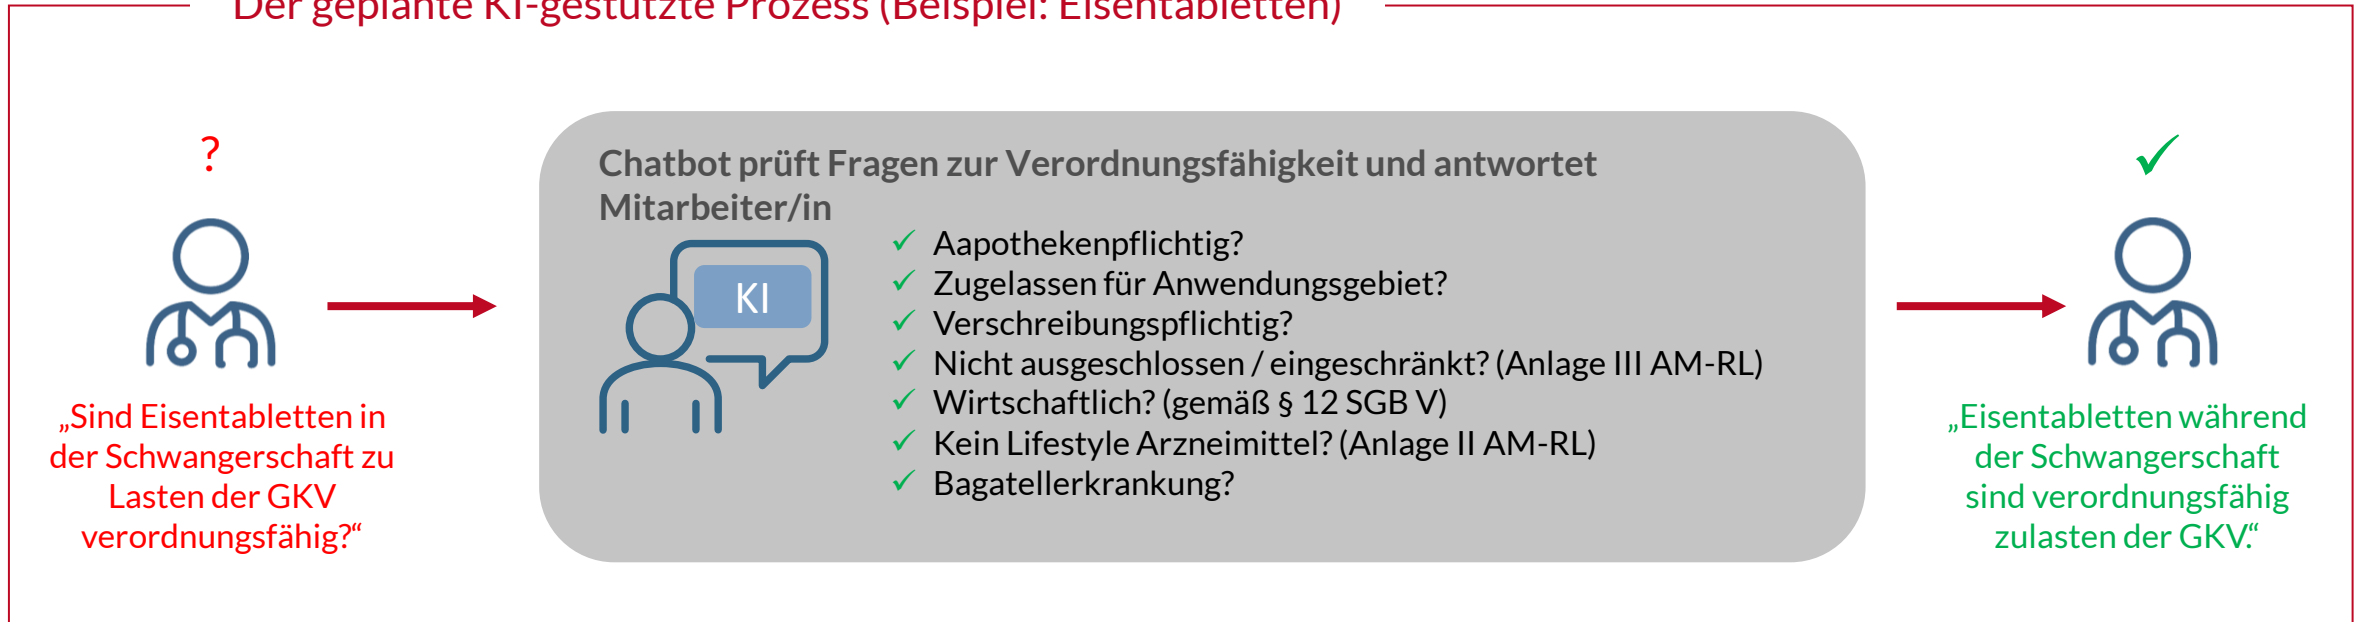 Der geplante KI-gestützte Prozess (Beispiel: Eisentabletten)
?
„Sind Eisentabletten in
der Schwangerschaft zu
Lasten der GKV
verordnungsfähig?“
Chatbot prüft Fragen zur Verordnungsfähigkeit und antwortet
Mitarbeiter/in
KI
✓ Aapothekenpflichtig?
✓ Zugelassen für Anwendungsgebiet?
✓ Verschreibungspflichtig?
✓ Nicht ausgeschlossen / eingeschränkt? (Anlage III AM-RL)
✓ Wirtschaftlich? (gemäß § 12 SGB V)
✓ Kein Lifestyle Arzneimittel? (Anlage II AM-RL)
✓ Bagatellerkrankung?
✓
„Eisentabletten während
der Schwangerschaft
sind verordnungsfähig
zulasten der GKV.“